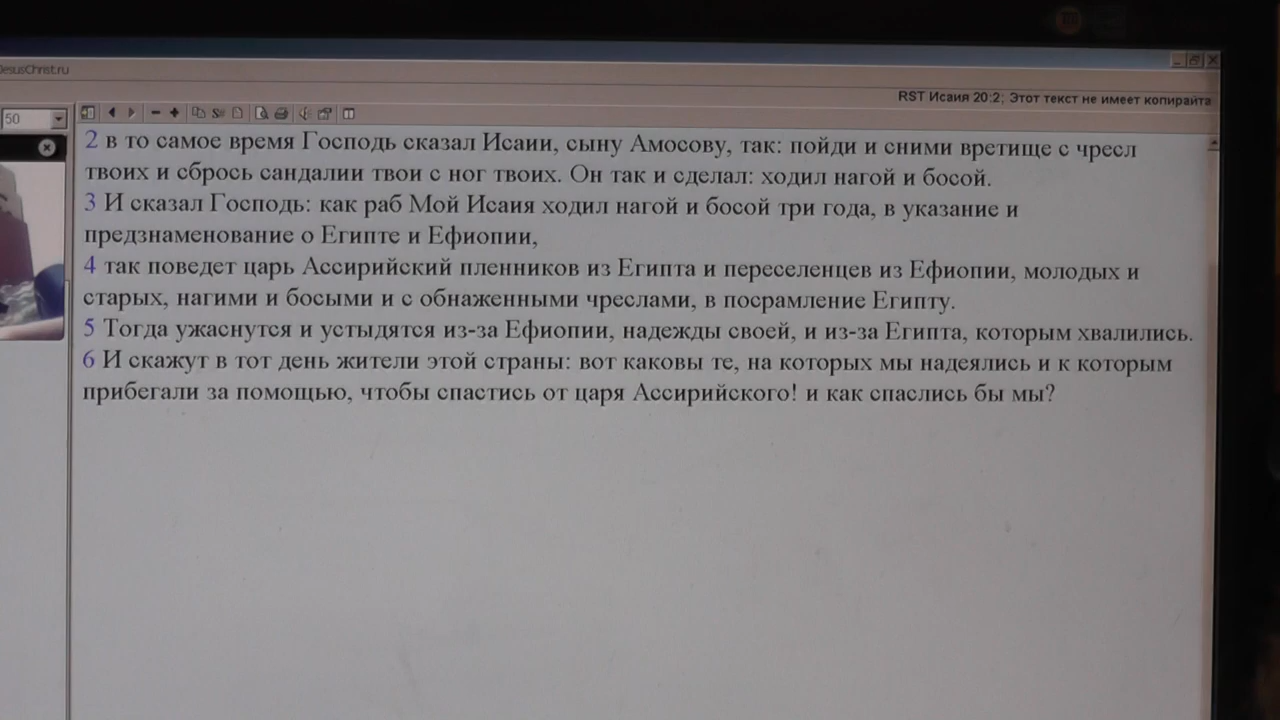 JesusChrist.ru
RST Исаия 20:2; Этот текст не имеет копирайта
50
2 в то самое время Господь сказал Исаии, сыну Амосову, так: пойди и сними вретище с чресл
твоих и сбрось сандалии твои с ног твоих. Он так и сделал: ходил нагой и босой.
3 И сказал Господь: как раб Мой Исаия ходил нагой и босой три года, в указание и
предзнаменование о Египте и Ефиопии,
4 так поведет царь Ассирийский пленников из Египта и переселенцев из Ефиопии, молодых и
старых, нагими и босыми и с обнаженными чреслами, в посрамление Египту.
5 Тогда ужаснутся и устыдятся из-за Ефиопии, надежды своей, и из-за Египта, которым хвалились.
6 И скажут в тот день жители этой страны: вот каковы те, на которых мы надеялись и к которым
прибегали за помощью, чтобы спастись от царя Ассирийского! и как спаслись бы мы?